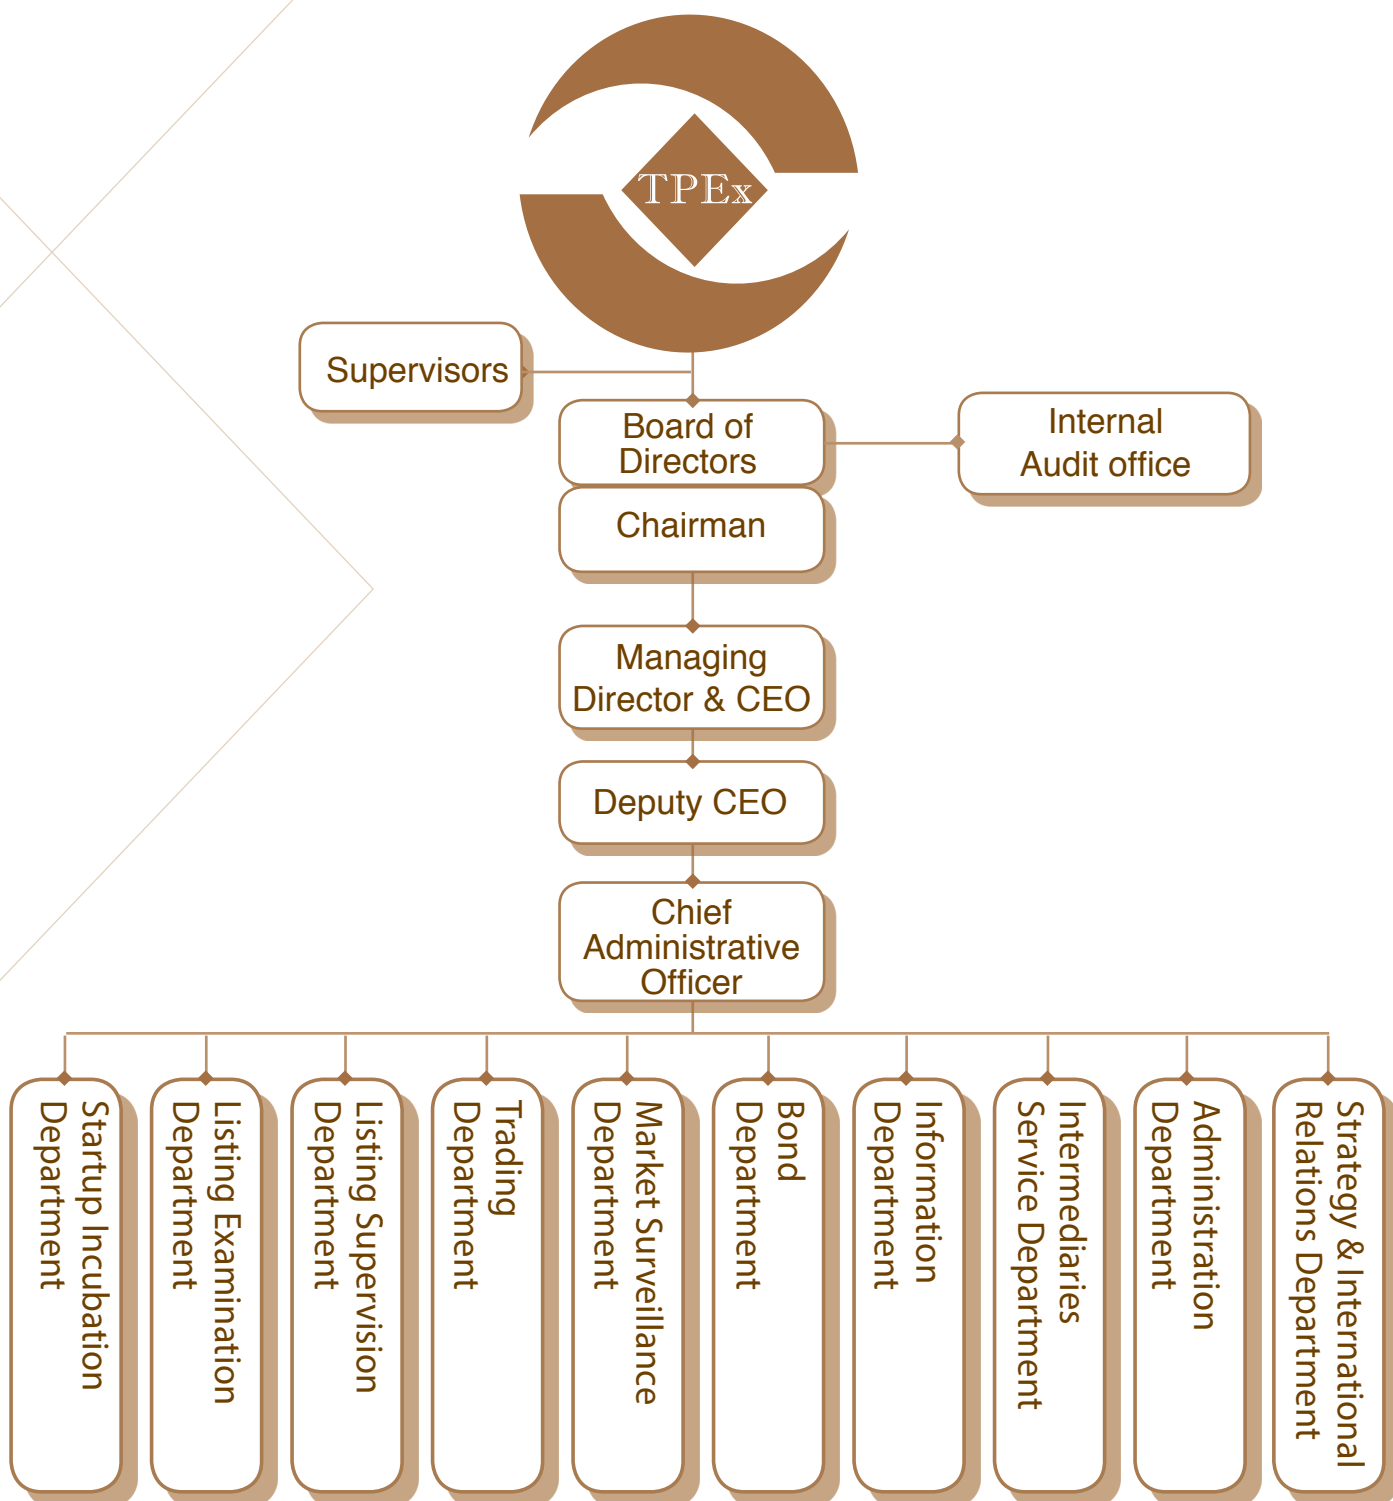 TPEx
Supervisors
Board of
Directors
Internal
Audit office
Chairman
Managing
Director & CEO
Deputy CEO
Chief
Administrative
Officer
Startup Incubation
Department
Listing Examination
Department
Listing Supervision
Department
Trading
Department
Market Surveillance
Department
Bond
Department
Information
Department
Intermediaries
Service Department
Administration
Department
Strategy & International
Relations Department